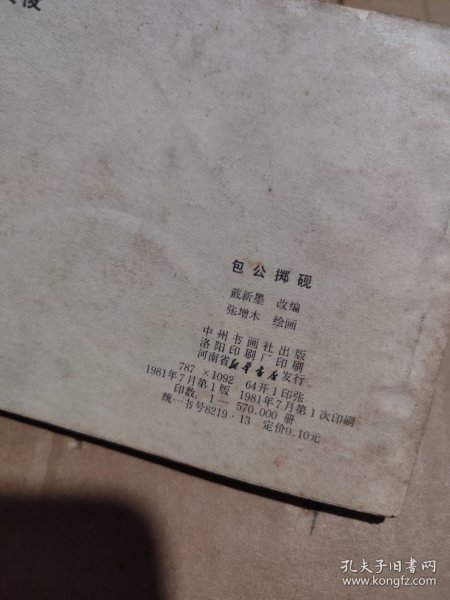 包公掷砚
戴新墨 改编
张增木 绘画
中州书画社出版
洛阳印刷厂印刷
河南省新华书店发行
787×1092 64开1印张
1981年7月第1版 1981年7月第1次印刷
印数：1—570.000 册
统一书号8219·13 定价0.10元
孔夫子旧书网
www.kongfz.com